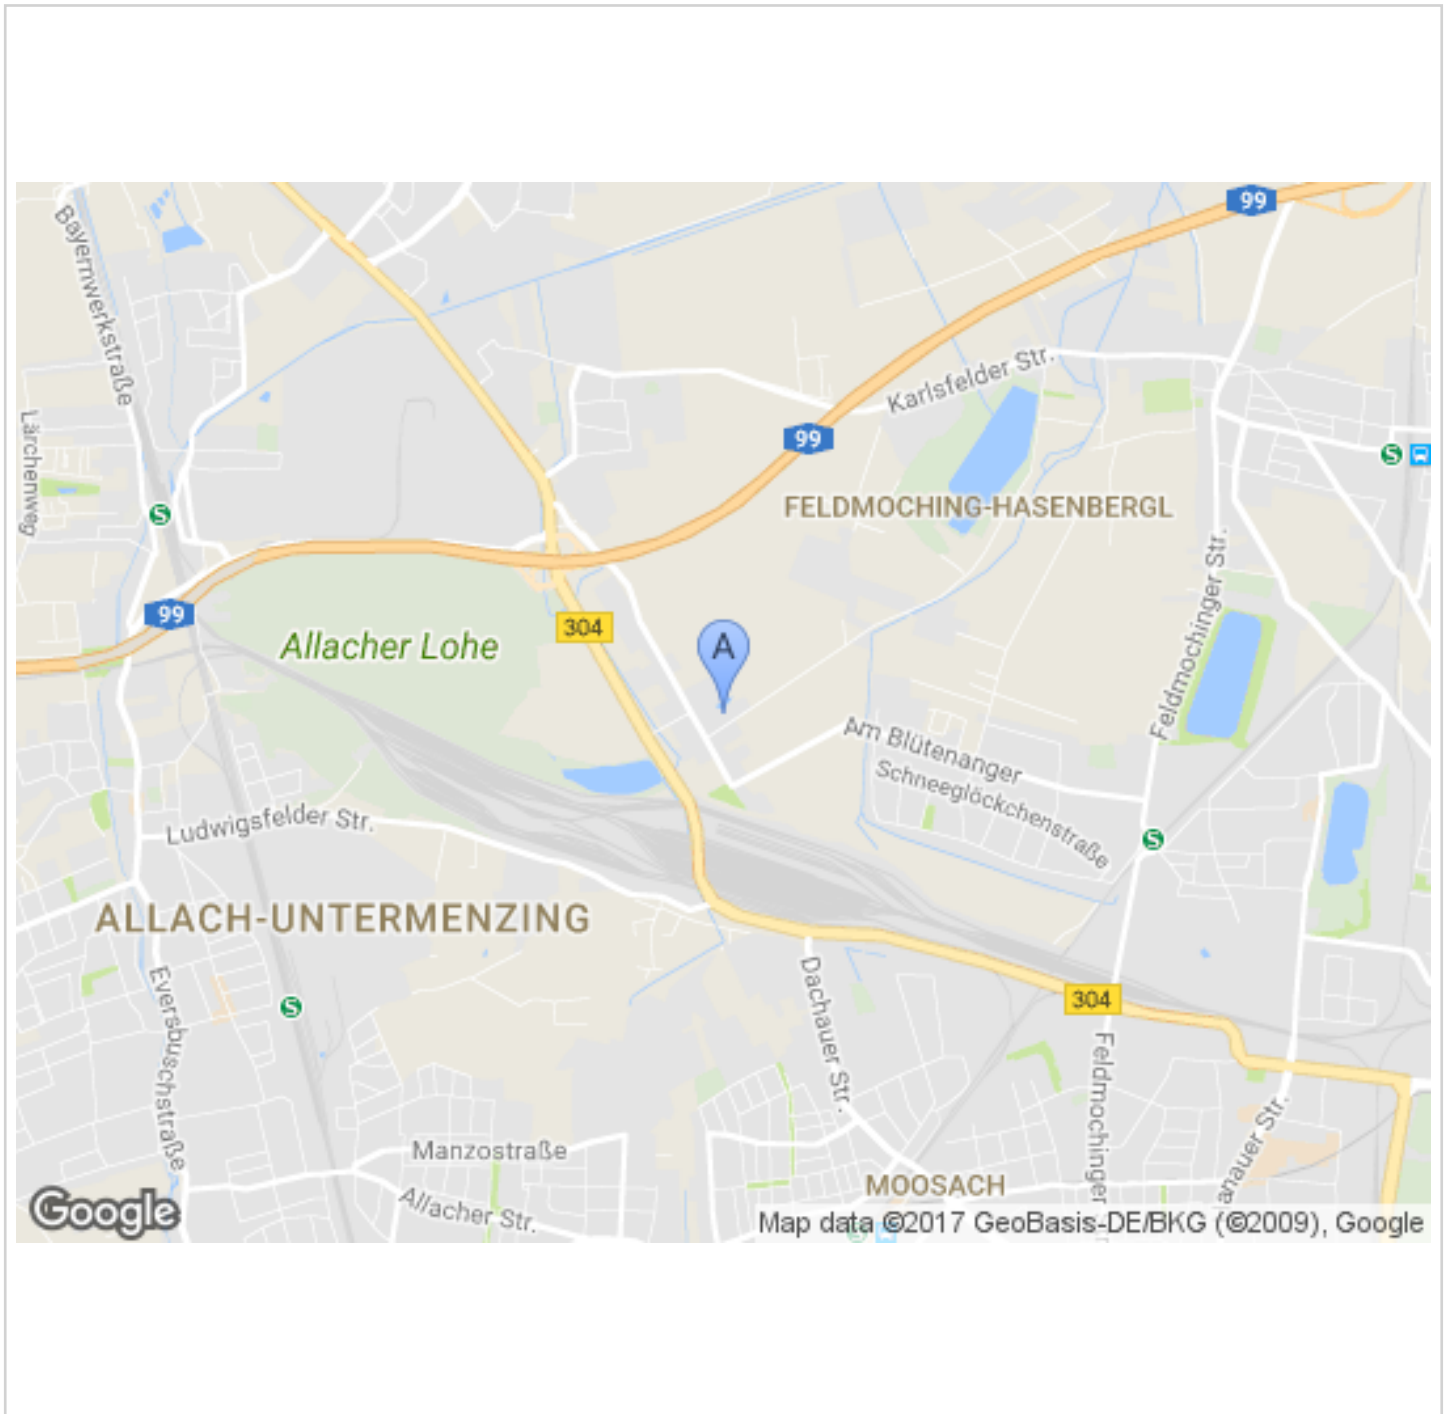 99
Bayernwerkstraße
Karlsfelder Str.
99
Lärchenweg
S
FELDMOCHING-HASENBERGL
S
99
304
Allacher Lohe
A
Feldmochinger Str.
Am Blütenanger
Schneeglöckchenstraße
Ludwigsfelder Str.
S
ALLACH-UNTERMENZING
Eversbuschstraße
S
Dachauer Str.
304
Feldmochinger
Manzostraße
Allacher Str.
MOOSACH
anauer Str.
Google
Map data ©2017 GeoBasis-DE/BKG (©2009), Google